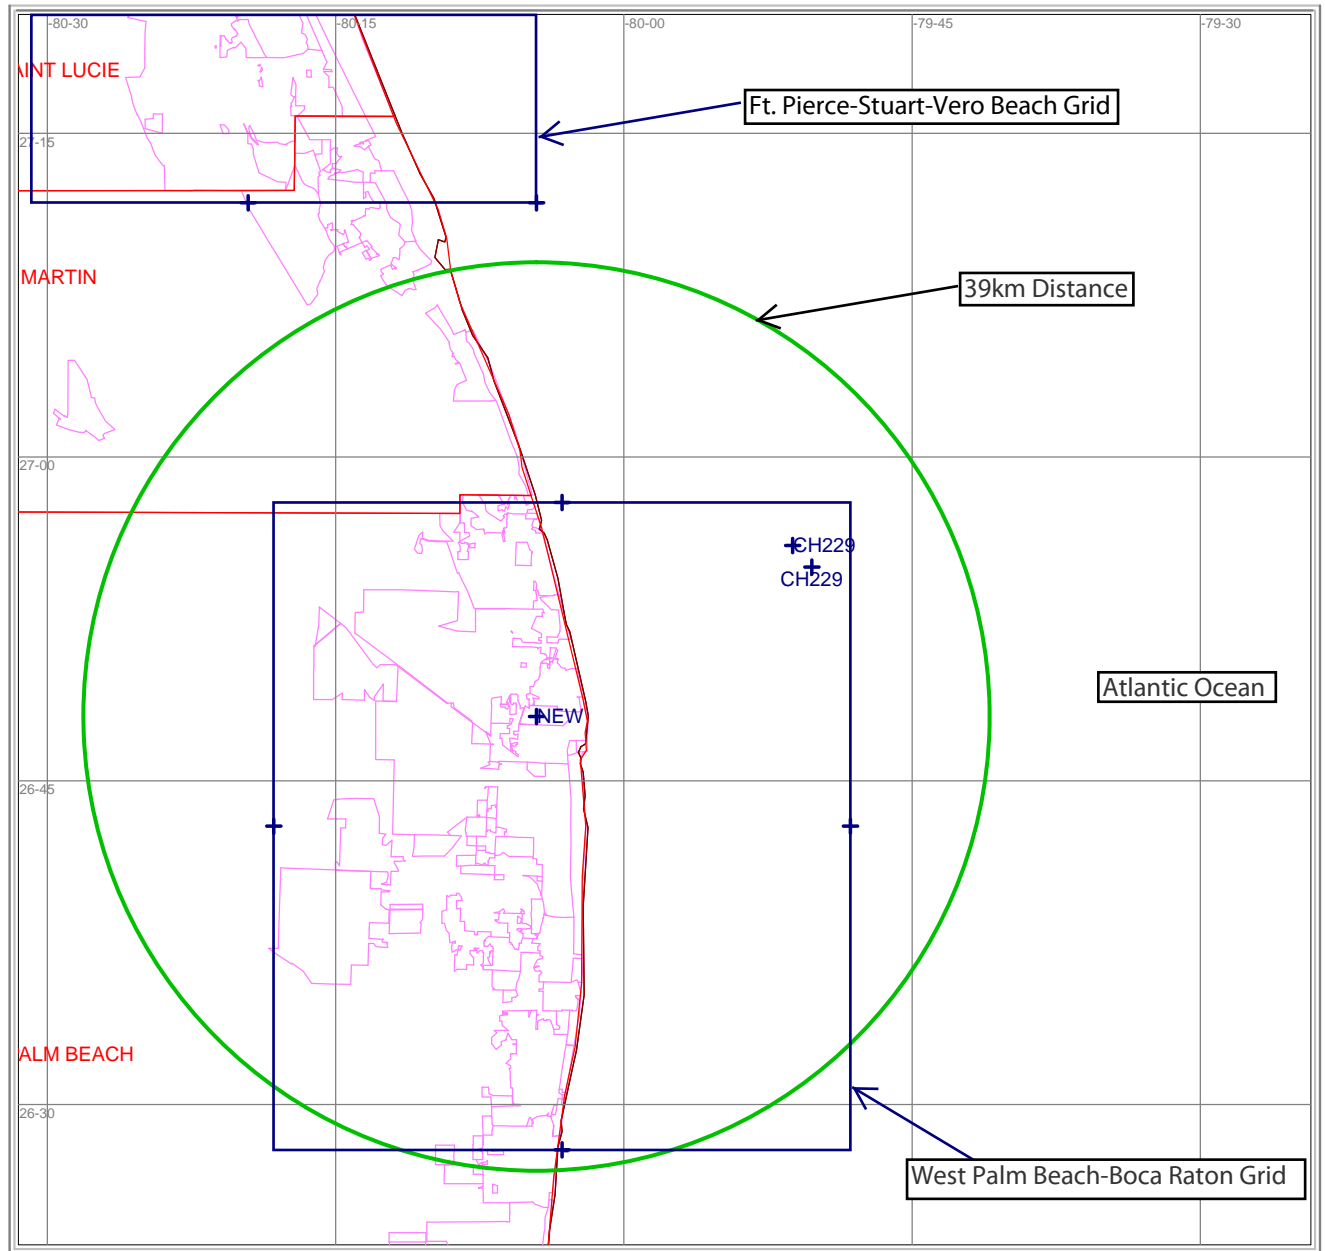 -80-30
-80-15
-80-00
-79-45
-79-30
AINT LUCIE
Ft. Pierce-Stuart-Vero Beach Grid
27-15
MARTIN
39km Distance
27-00
CH229
CH229
Atlantic Ocean
NEW
26-45
ALM BEACH
26-30
West Palm Beach-Boca Raton Grid